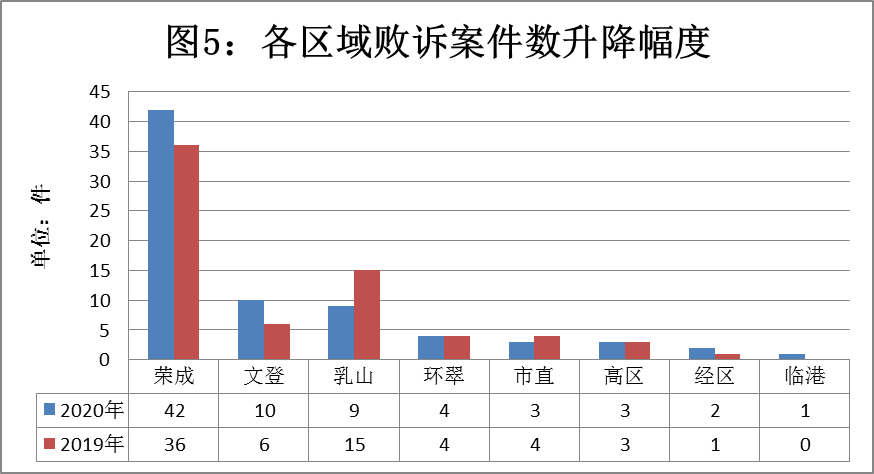 图5：各区域败诉案件数升降幅度
单位：件
45
40
35
30
25
20
15
10
5
0
荣成 文登 乳山 环翠 市直 高区 经区 临港
2020年 42 10 9 4 3 3 2 1
2019年 36 6 15 4 4 3 1 0